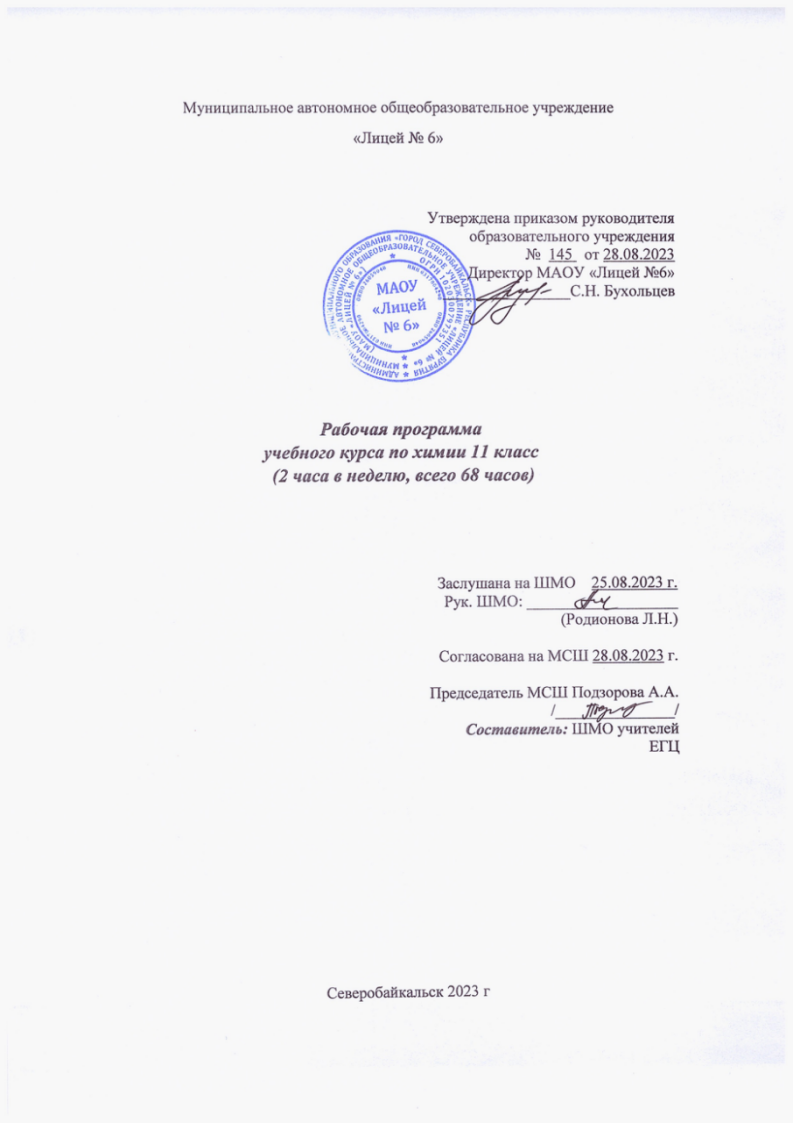 Муниципальное автономное общеобразовательное учреждение
«Лицей № 6»
Утверждена приказом руководителя
образовательного учреждения
№ 145 от 28.08.2023
Директор МАОУ «Лицей №6»
С.Н. Бухольцев
МАОУ
«Лицей
№ 6»
Рабочая программа
учебного курса по химии 11 класс
(2 часа в неделю, всего 68 часов)
Заслушана на ШМО 25.08.2023 г.
Рук. ШМО: ___________________
(Родионова Л.Н.)
Согласована на МСШ 28.08.2023 г.
Председатель МСШ Подзорова А.А.
/_______________/
Составитель: ШМО учителей
ЕГЦ
Северобайкальск 2023 г